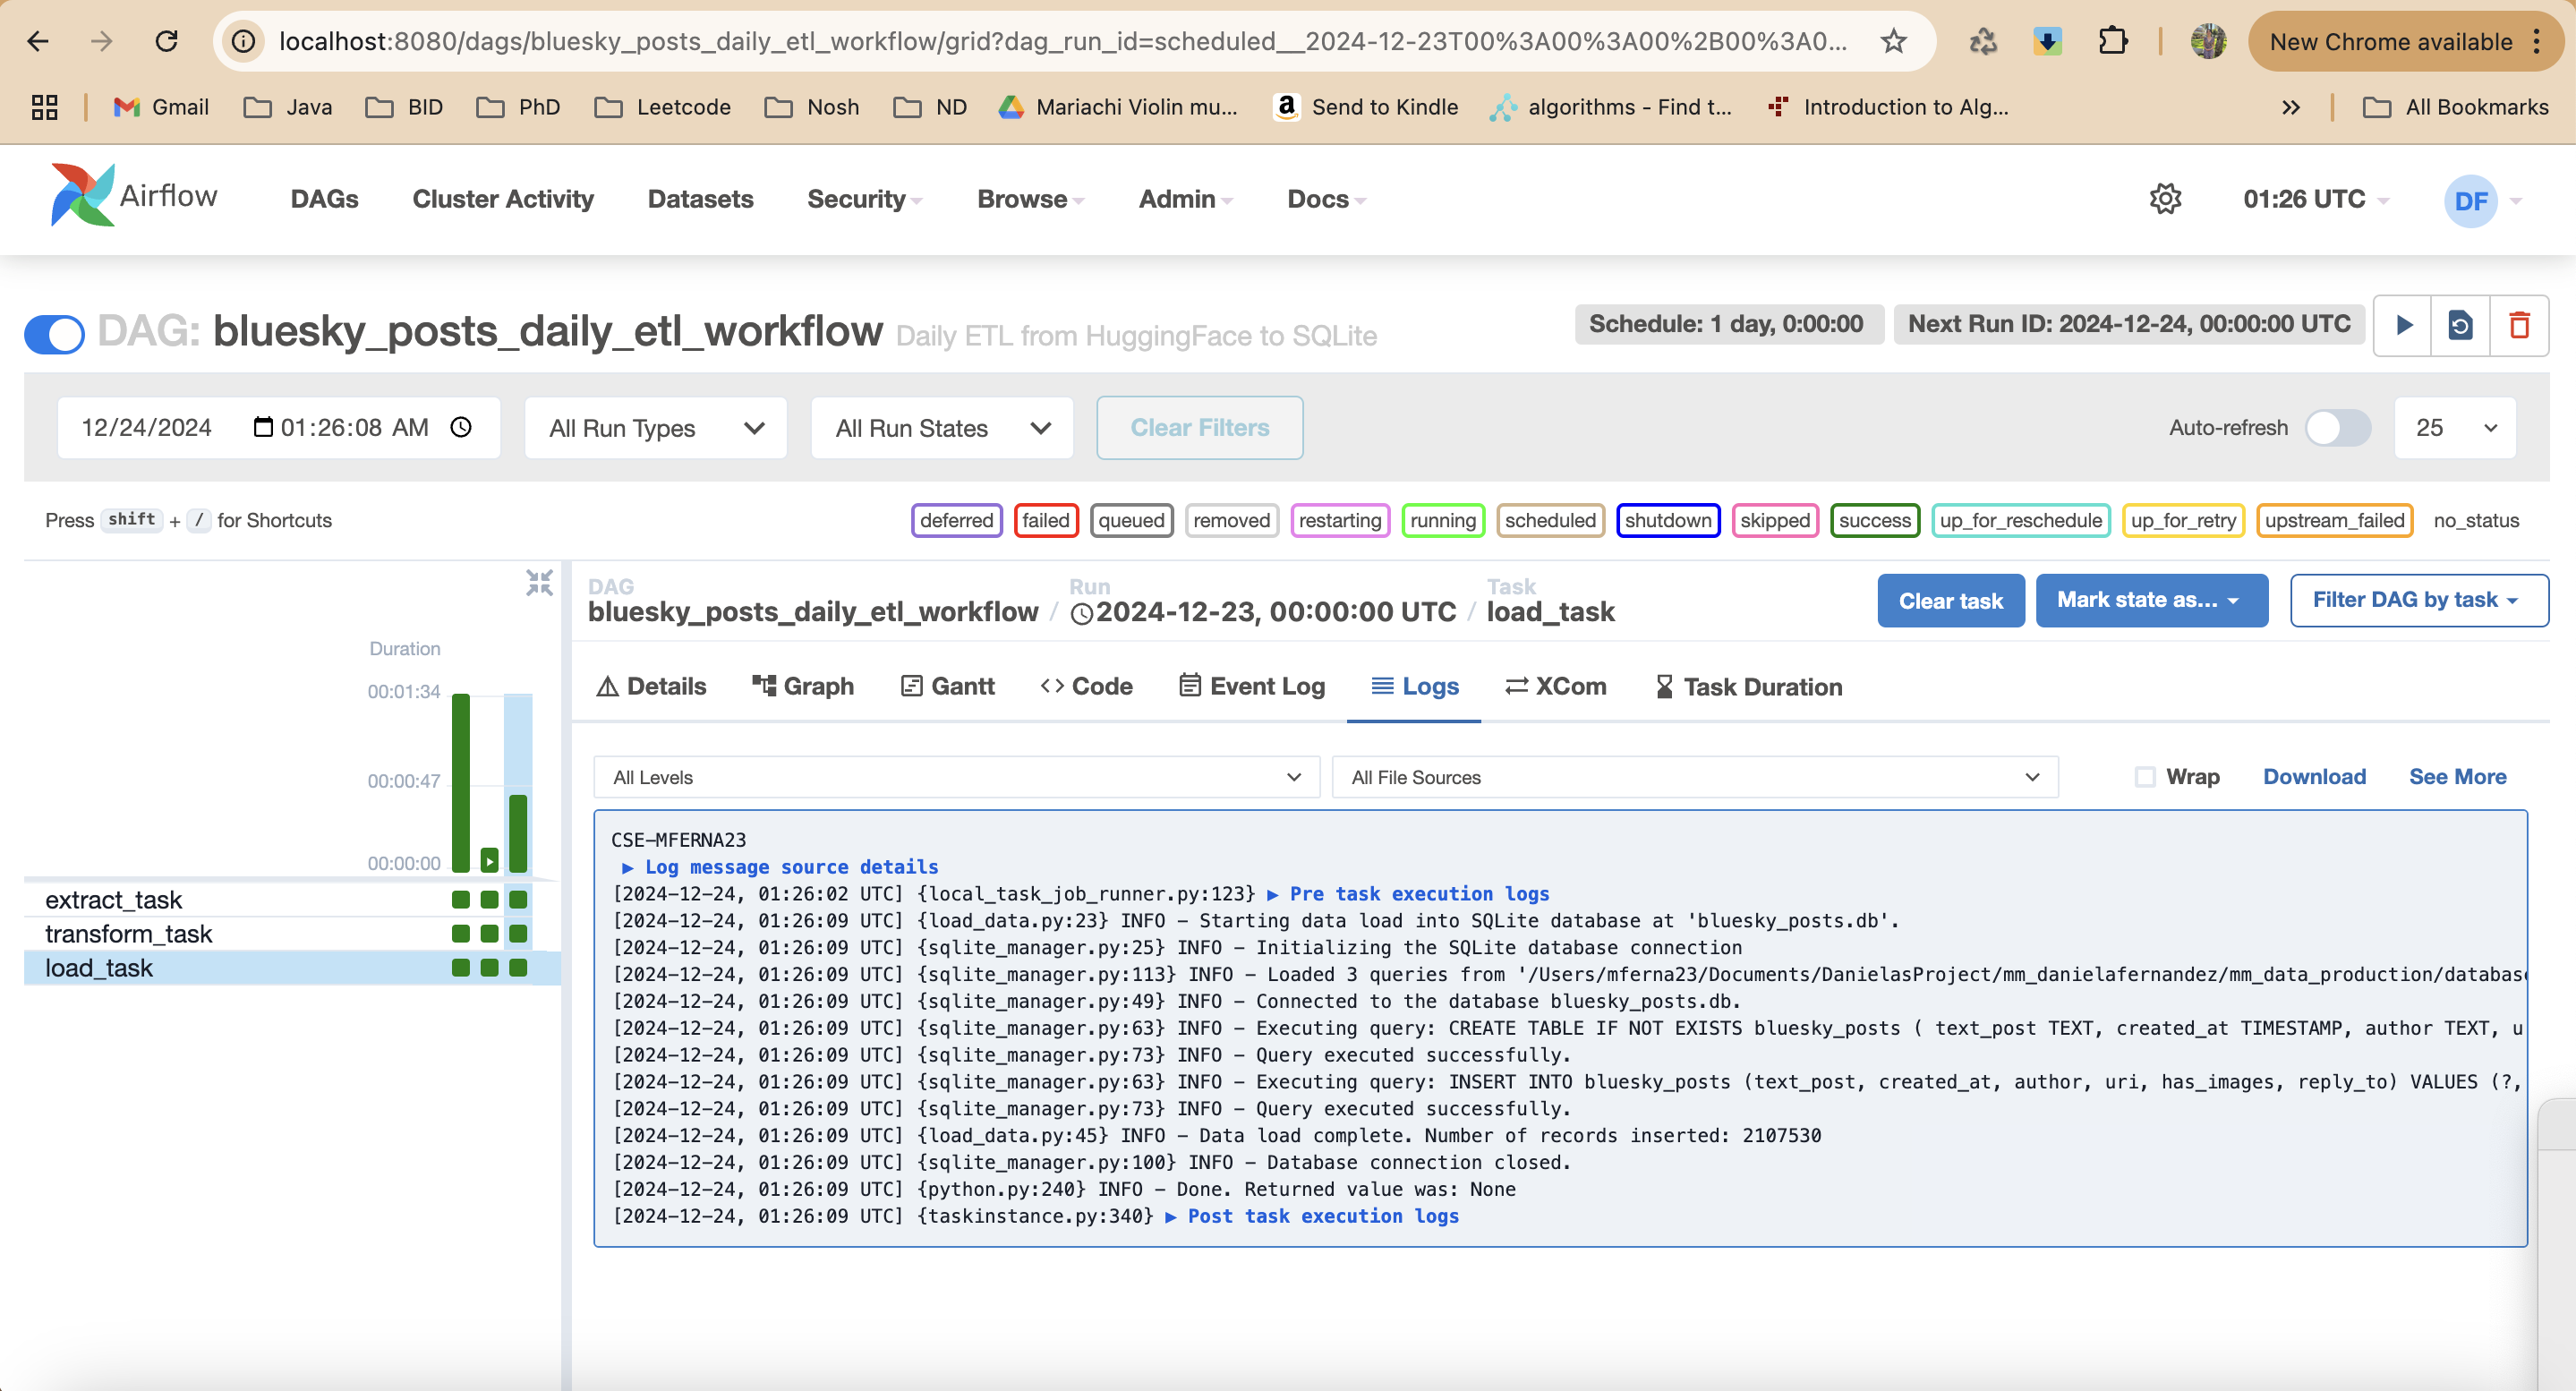 localhost:8080/dags/bluesky_posts_daily_etl_workflow/grid?dag_run_id=scheduled__2024-12-23T00%3A00%3A00%2B00%3A0...
New Chrome available
Gmail
Java
BID
PhD
Leetcode
Nosh
ND
Mariachi Violin mu...
Send to Kindle
algorithms - Find t...
Introduction to Alg...
All Bookmarks
Airflow
DAGs
Cluster Activity
Datasets
Security
Browse
Admin
Docs
01:26 UTC
DF
DAG: bluesky_posts_daily_etl_workflow Daily ETL from HuggingFace to SQLite
Schedule: 1 day, 0:00:00
Next Run ID: 2024-12-24, 00:00:00 UTC
12/24/2024 01:26:08 AM
All Run Types
All Run States
Clear Filters
Auto-refresh
25
Press shift + / for Shortcuts
deferred
failed
queued
removed
restarting
running
scheduled
shutdown
skipped
success
up_for_reschedule
up_for_retry
upstream_failed
no_status
Duration
00:01:34
00:00:47
00:00:00
extract_task
transform_task
load_task
DAG
bluesky_posts_daily_etl_workflow /
Run
2024-12-23, 00:00:00 UTC /
Task
load_task
Clear task
Mark state as...
Filter DAG by task
Details
Graph
Gantt
Code
Event Log
Logs
XCom
Task Duration
All Levels
All File Sources
Wrap
Download
See More
CSE-MFERNA23
▶ Log message source details
[2024-12-24, 01:26:02 UTC] {local_task_job_runner.py:123} ▶ Pre task execution logs
[2024-12-24, 01:26:09 UTC] {load_data.py:23} INFO - Starting data load into SQLite database at 'bluesky_posts.db'.
[2024-12-24, 01:26:09 UTC] {sqlite_manager.py:25} INFO - Initializing the SQLite database connection
[2024-12-24, 01:26:09 UTC] {sqlite_manager.py:113} INFO - Loaded 3 queries from '/Users/mferna23/Documents/DanielasProject/mm_danielafernandez/mm_data_production/database
[2024-12-24, 01:26:09 UTC] {sqlite_manager.py:49} INFO - Connected to the database bluesky_posts.db.
[2024-12-24, 01:26:09 UTC] {sqlite_manager.py:63} INFO - Executing query: CREATE TABLE IF NOT EXISTS bluesky_posts ( text_post TEXT, created_at TIMESTAMP, author TEXT, u
[2024-12-24, 01:26:09 UTC] {sqlite_manager.py:73} INFO - Query executed successfully.
[2024-12-24, 01:26:09 UTC] {sqlite_manager.py:63} INFO - Executing query: INSERT INTO bluesky_posts (text_post, created_at, author, uri, has_images, reply_to) VALUES (?,
[2024-12-24, 01:26:09 UTC] {sqlite_manager.py:73} INFO - Query executed successfully.
[2024-12-24, 01:26:09 UTC] {load_data.py:45} INFO - Data load complete. Number of records inserted: 2107530
[2024-12-24, 01:26:09 UTC] {sqlite_manager.py:100} INFO - Database connection closed.
[2024-12-24, 01:26:09 UTC] {python.py:240} INFO - Done. Returned value was: None
[2024-12-24, 01:26:09 UTC] {taskinstance.py:340} ▶ Post task execution logs